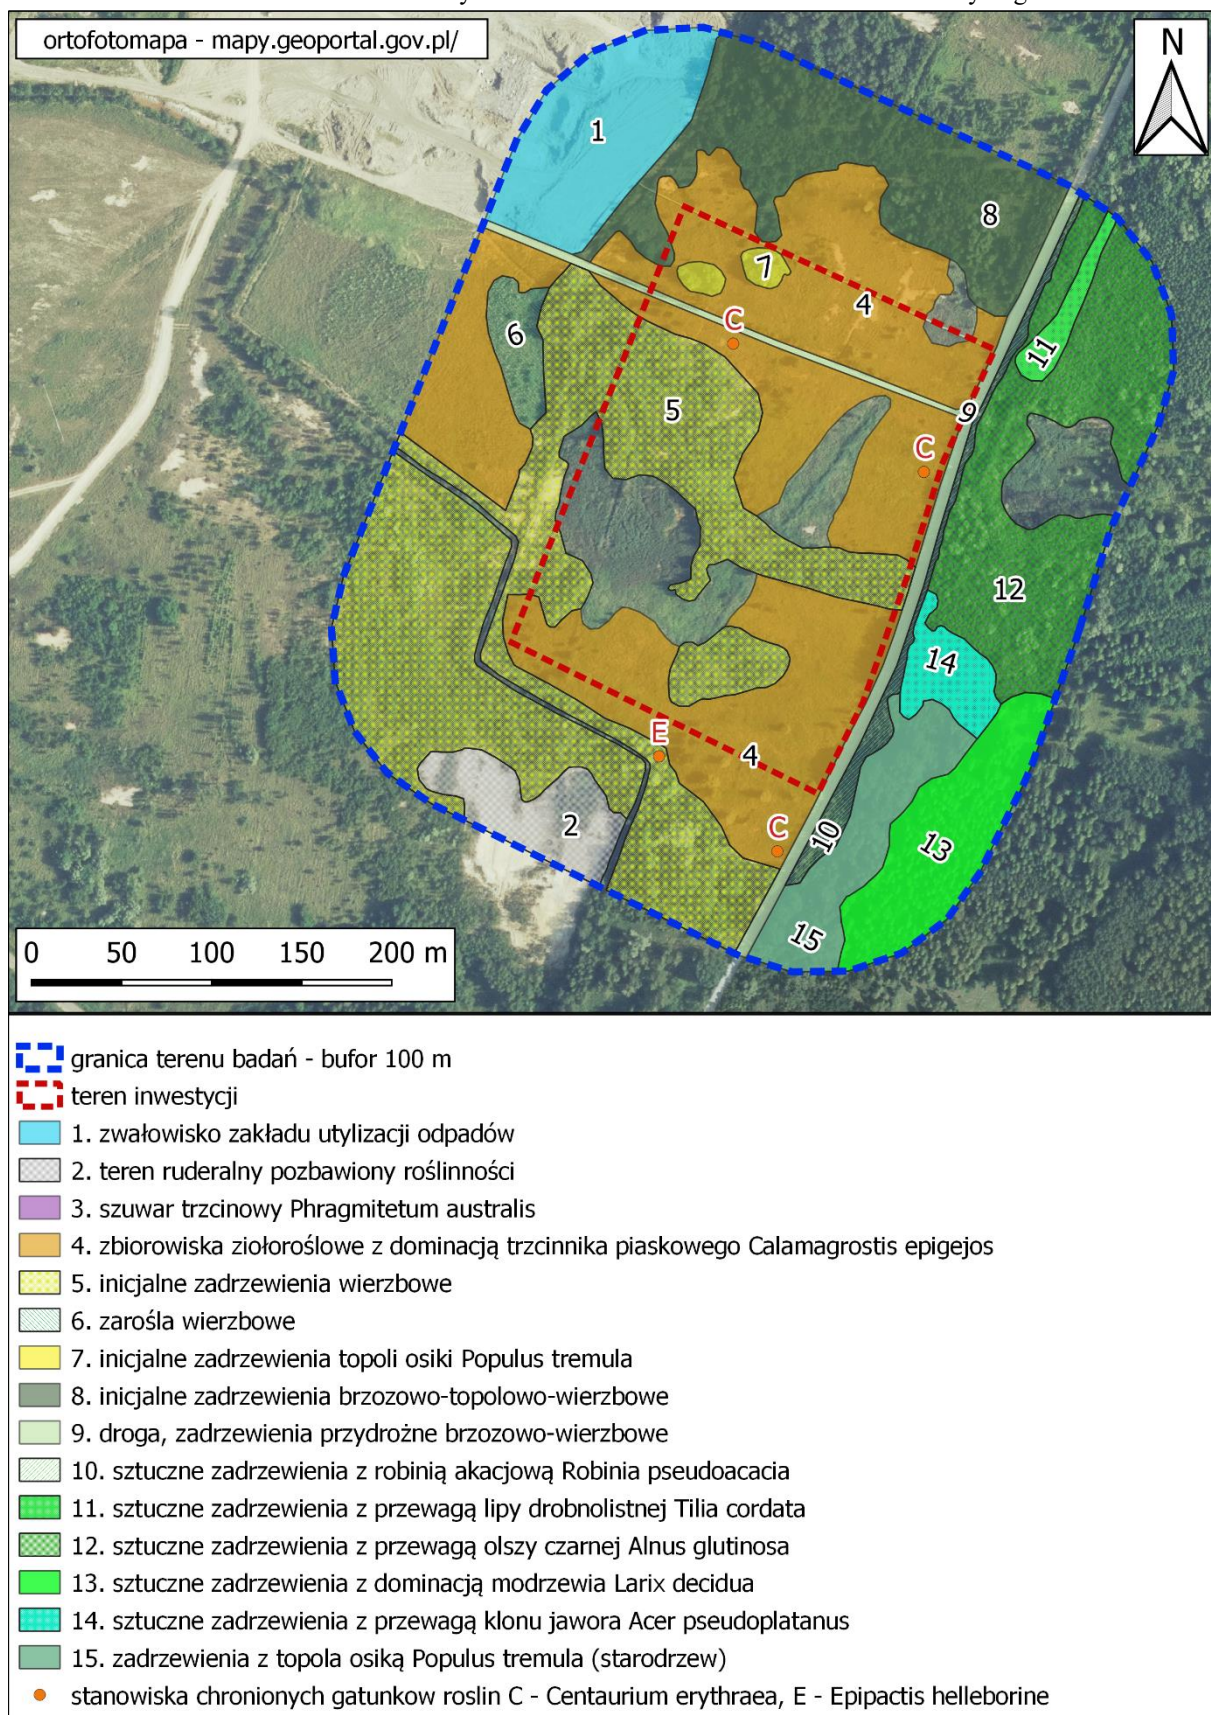 ortofotomapa - mapy.geoportal.gov.pl/
N
1
8
7
4
6
C
11
5
9
C
12
14
E
4
2
10
C
13
15
0 50 100 150 200 m
granica terenu badań - bufor 100 m
teren inwestycji
1. zwałowisko zakładu utylizacji odpadów
2. teren ruderalny pozbawiony roślinności
3. szuwar trzcinowy Phragmitetum australis
4. zbiorowiska ziołoroślowe z dominacją trzcinnika piaskowego Calamagrostis epigejos
5. inicjalne zadrzewienia wierzbowe
6. zarośla wierzbowe
7. inicjalne zadrzewienia topoli osiki Populus tremula
8. inicjalne zadrzewienia brzozowo-topolowo-wierzbowe
9. droga, zadrzewienia przydrożne brzozowo-wierzbowe
10. sztuczne zadrzewienia z robinią akacjową Robinia pseudoacacia
11. sztuczne zadrzewienia z przewagą lipy drobnolistnej Tilia cordata
12. sztuczne zadrzewienia z przewagą olszy czarnej Alnus glutinosa
13. sztuczne zadrzewienia z dominacją modrzewia Larix decidua
14. sztuczne zadrzewienia z przewagą klonu jawora Acer pseudoplatanus
15. zadrzewienia z topola osiką Populus tremula (starodrzew)
stanowiska chronionych gatunkow roslin C - Centaurium erythraea, E - Epipactis helleborine